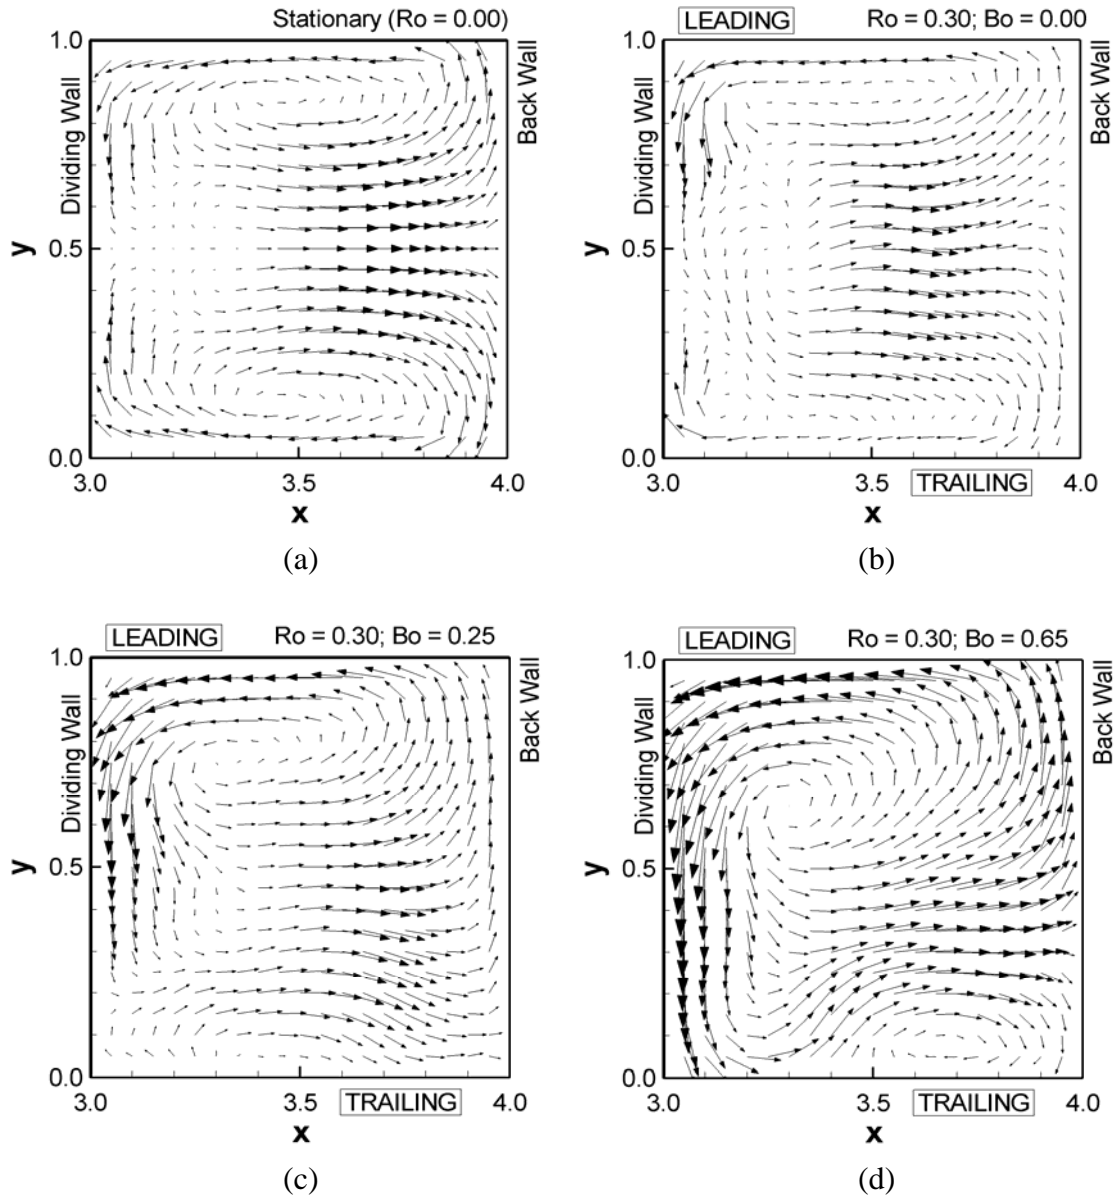 Stationary (Ro = 0.00)
1.0
Dividing Wall
Back Wall
y
0.5
0.0
3.0
3.5
4.0
x
(a)
LEADING
Ro = 0.30; Bo = 0.00
1.0
Dividing Wall
Back Wall
y
0.5
0.0
3.0
3.5
TRAILING
4.0
x
(b)
LEADING
Ro = 0.30; Bo = 0.25
1.0
Dividing Wall
Back Wall
y
0.5
0.0
3.0
3.5
TRAILING
4.0
x
(c)
LEADING
Ro = 0.30; Bo = 0.65
1.0
Dividing Wall
Back Wall
y
0.5
0.0
3.0
3.5
TRAILING
4.0
x
(d)